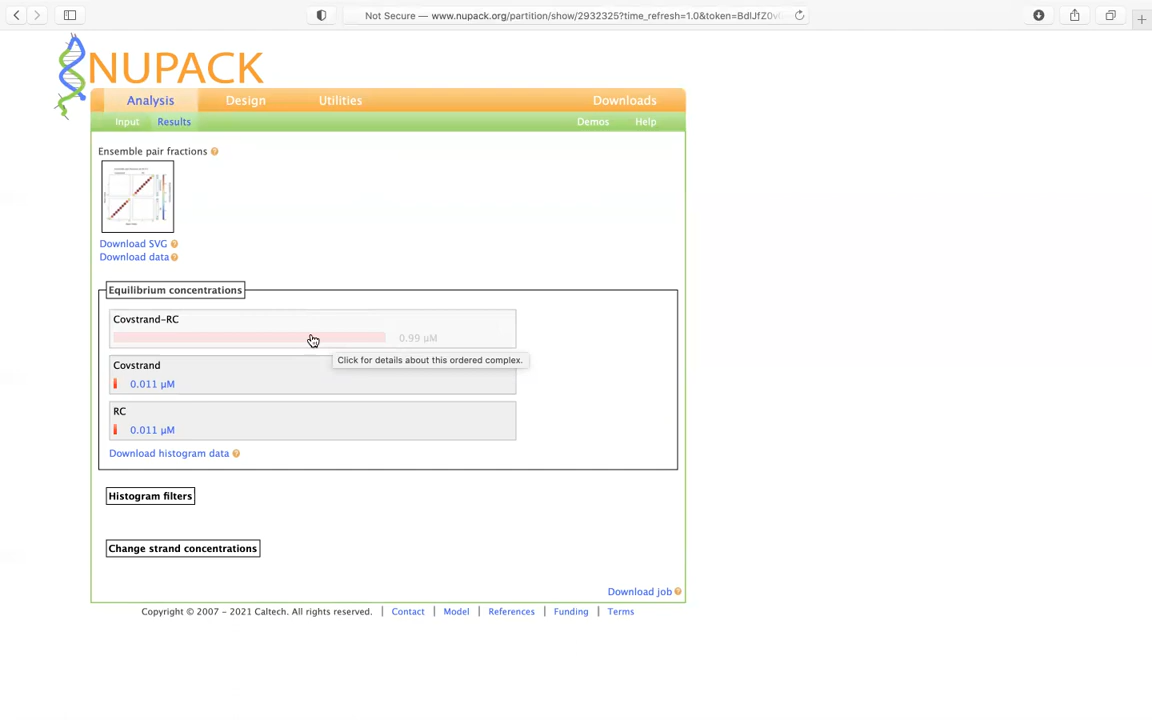 Not Secure — www.nupack.org/partition/show/2932325?time_refresh=1.0&token=BdlJfZ0v
NUPACK
Analysis Design Utilities Downloads
Input Results Demos Help
Ensemble pair fractions ?
Download SVG ?
Download data ?
Equilibrium concentrations
Covstrand-RC
0.99 μM
Click for details about this ordered complex.
Covstrand
0.011 μM
RC
0.011 μM
Download histogram data ?
Histogram filters
Change strand concentrations
Download job ?
Copyright © 2007 – 2021 Caltech. All rights reserved. | Contact | Model | References | Funding | Terms